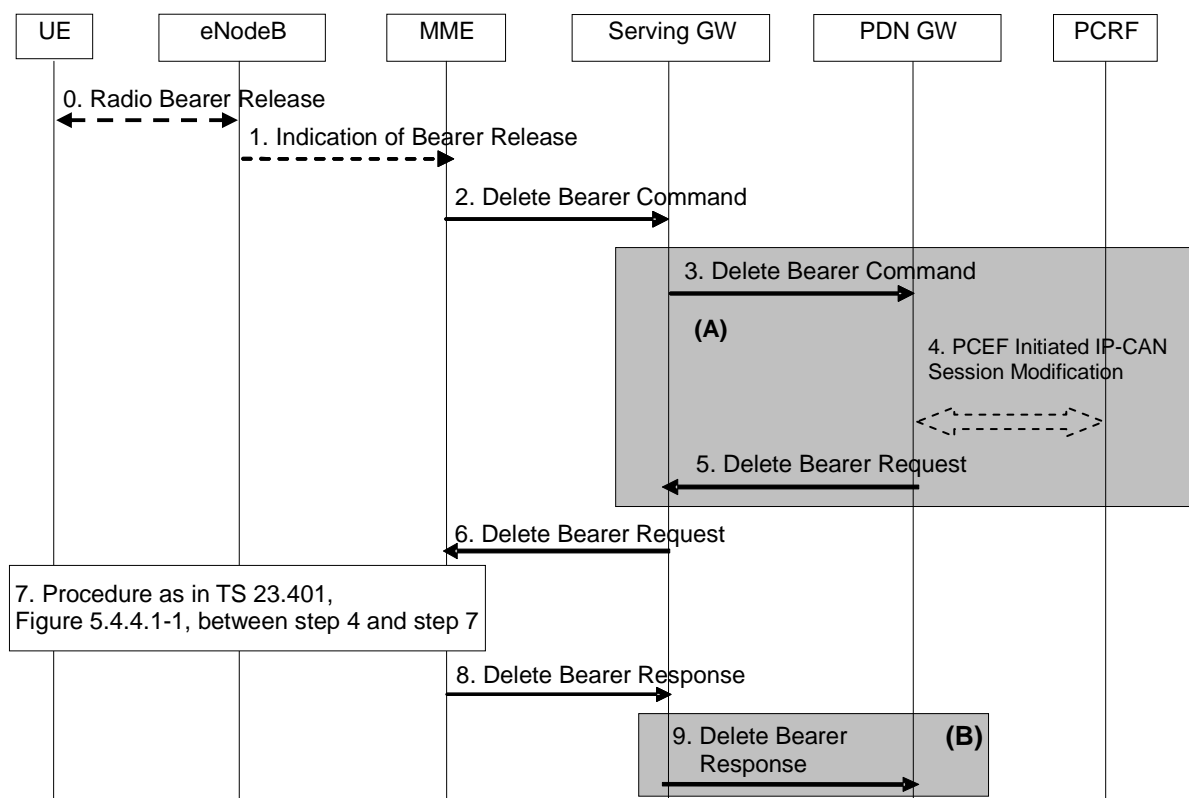 UE
eNodeB
MME
Serving GW
PDN GW
PCRF
0. Radio Bearer Release
1. Indication of Bearer Release
2. Delete Bearer Command
3. Delete Bearer Command
(A)
4. PCEF Initiated IP-CAN
Session Modification
5. Delete Bearer Request
6. Delete Bearer Request
7. Procedure as in TS 23.401,
Figure 5.4.4.1-1, between step 4 and step 7
8. Delete Bearer Response
9. Delete Bearer
Response
(B)